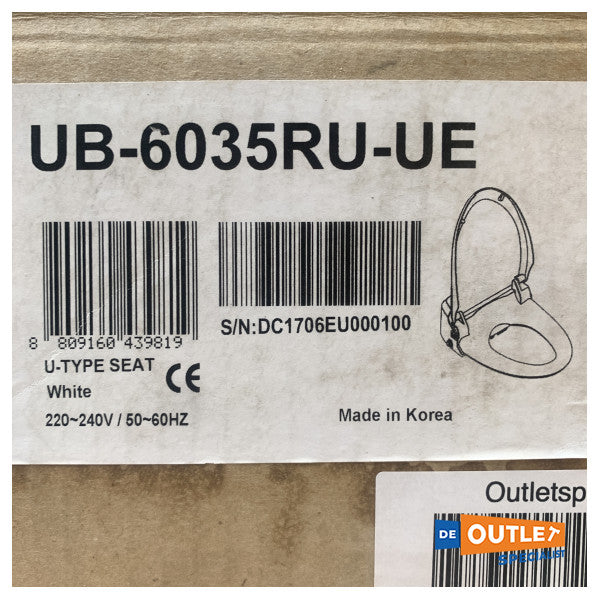 UB-6035RU-UE
8 809160 439819
S/N:DC1706EU000100
U-TYPE SEAT
White
CE
220~240V / 50~60HZ
Made in Korea
Outletsp
DE OUTLET
SPECIALIST